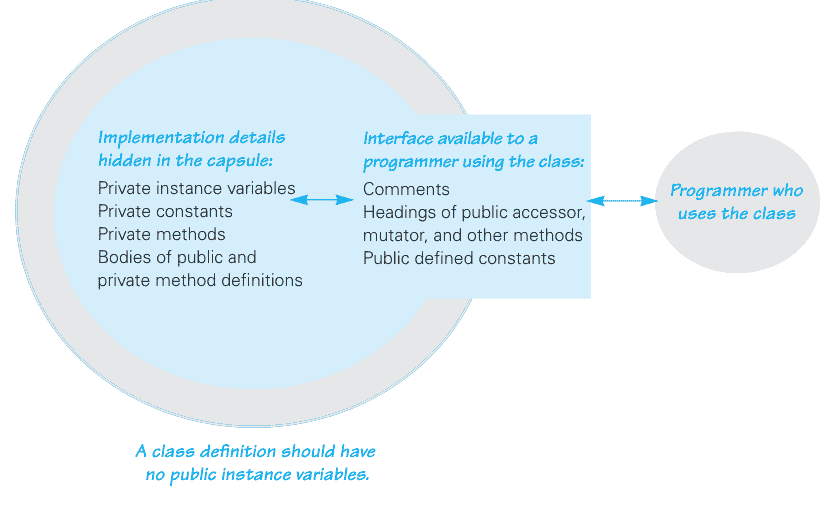 Implementation details
hidden in the capsule:
Private instance variables
Private constants
Private methods
Bodies of public and
private method definitions
Interface available to a
programmer using the class:
Comments
Headings of public accessor,
mutator, and other methods
Public defined constants
Programmer who
uses the class
A class definition should have
no public instance variables.